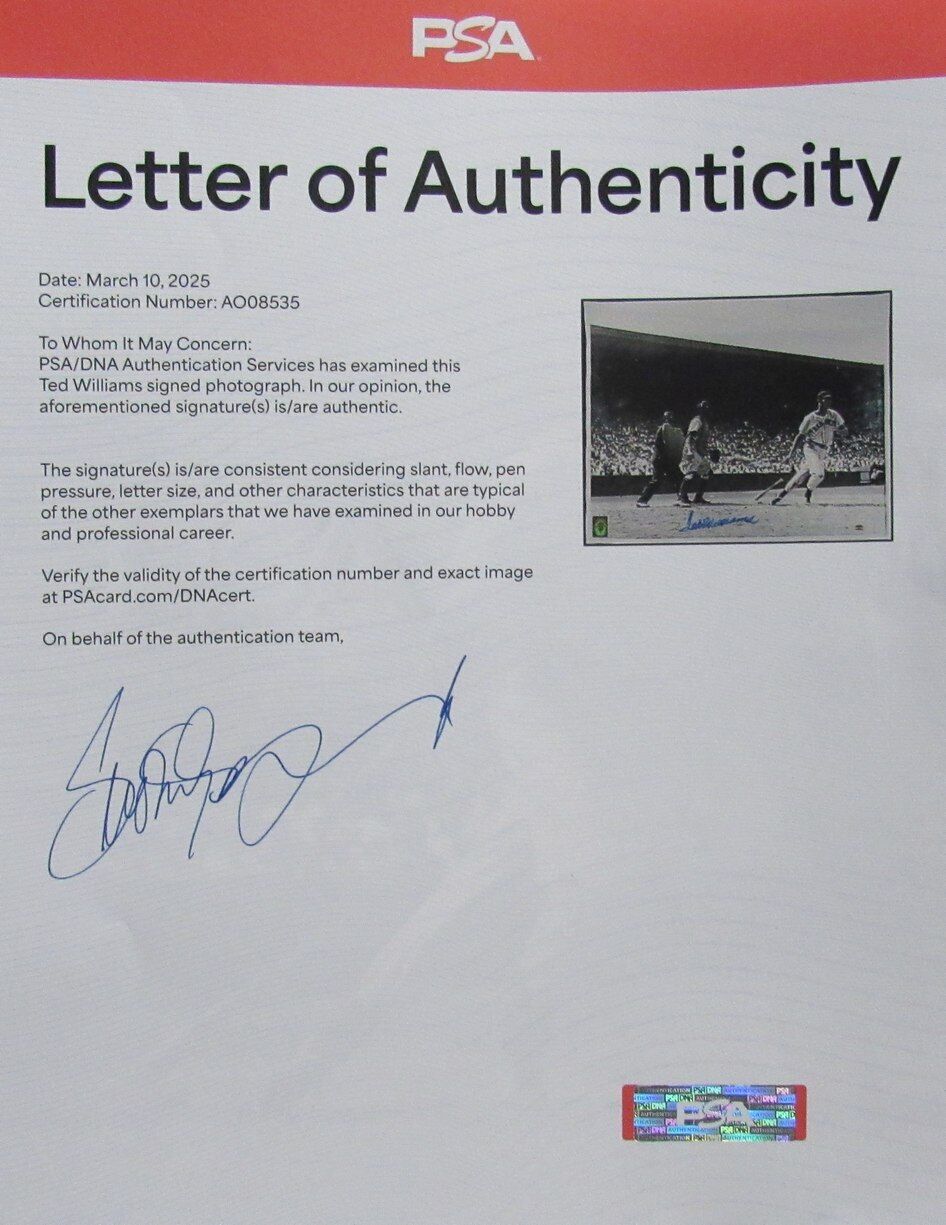 PSA
Letter of Authenticity
Date: March 10, 2025
Certification Number: AO08535
To Whom It May Concern:
PSA/DNA Authentication Services has examined this
Ted Williams signed photograph. In our opinion, the
aforementioned signature(s) is/are authentic.
The signature(s) is/are consistent considering slant, flow, pen
pressure, letter size, and other characteristics that are typical
of the other exemplars that we have examined in our hobby
and professional career.
Verify the validity of the certification number and exact image
at PSAcard.com/DNAcert.
On behalf of the authentication team,
Ted Williams
PSA